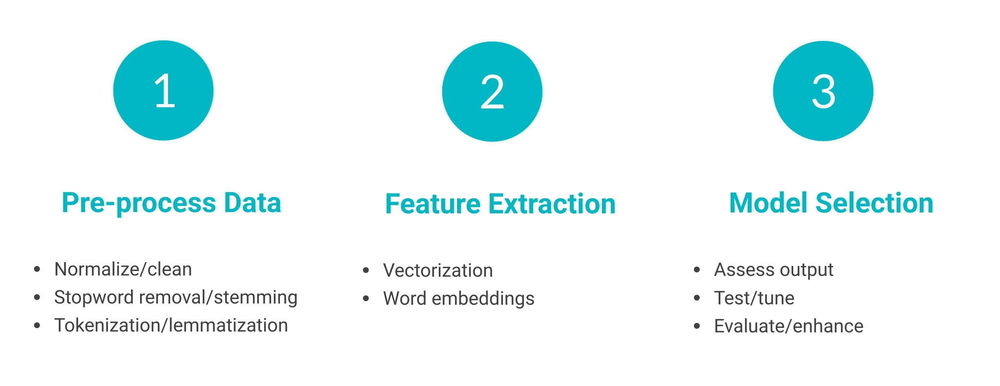 1
Pre-process Data
• Normalize/clean
• Stopword removal/stemming
• Tokenization/lemmatization
2
Feature Extraction
• Vectorization
• Word embeddings
3
Model Selection
• Assess output
• Test/tune
• Evaluate/enhance